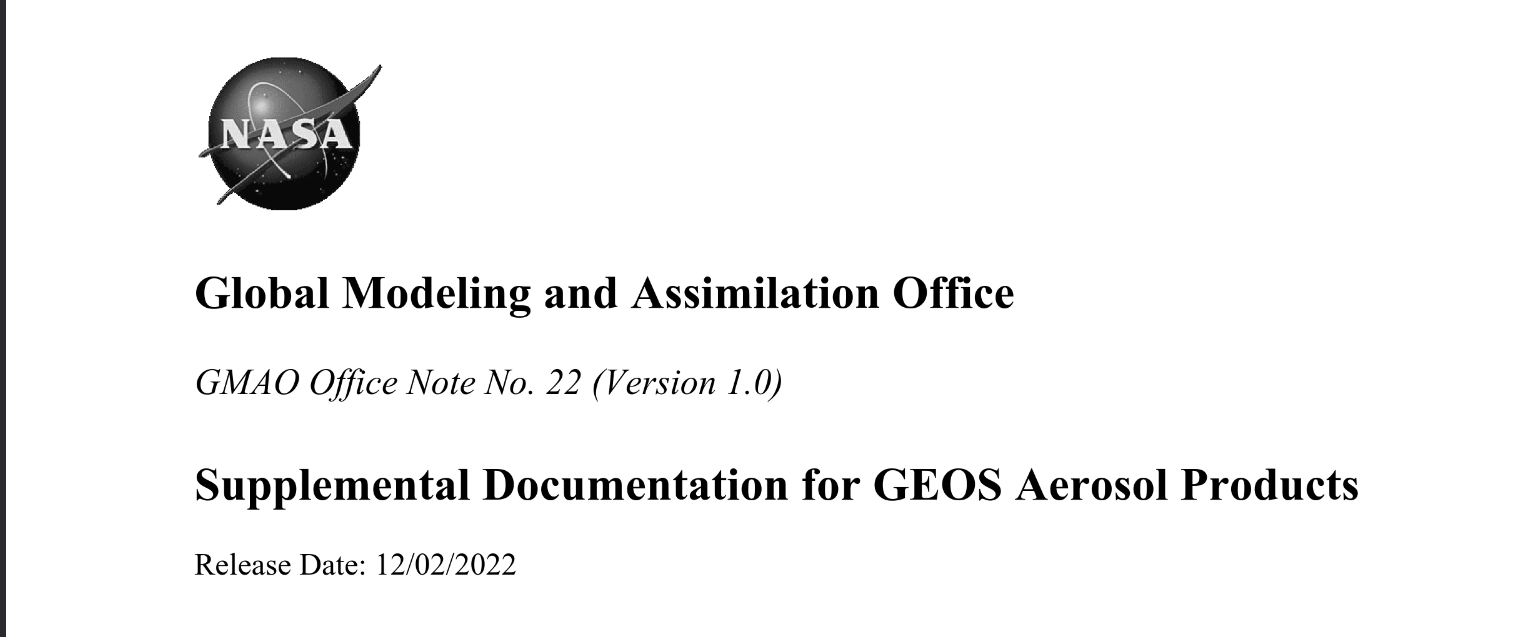 NASA
Global Modeling and Assimilation Office
GMAO Office Note No. 22 (Version 1.0)
Supplemental Documentation for GEOS Aerosol Products
Release Date: 12/02/2022